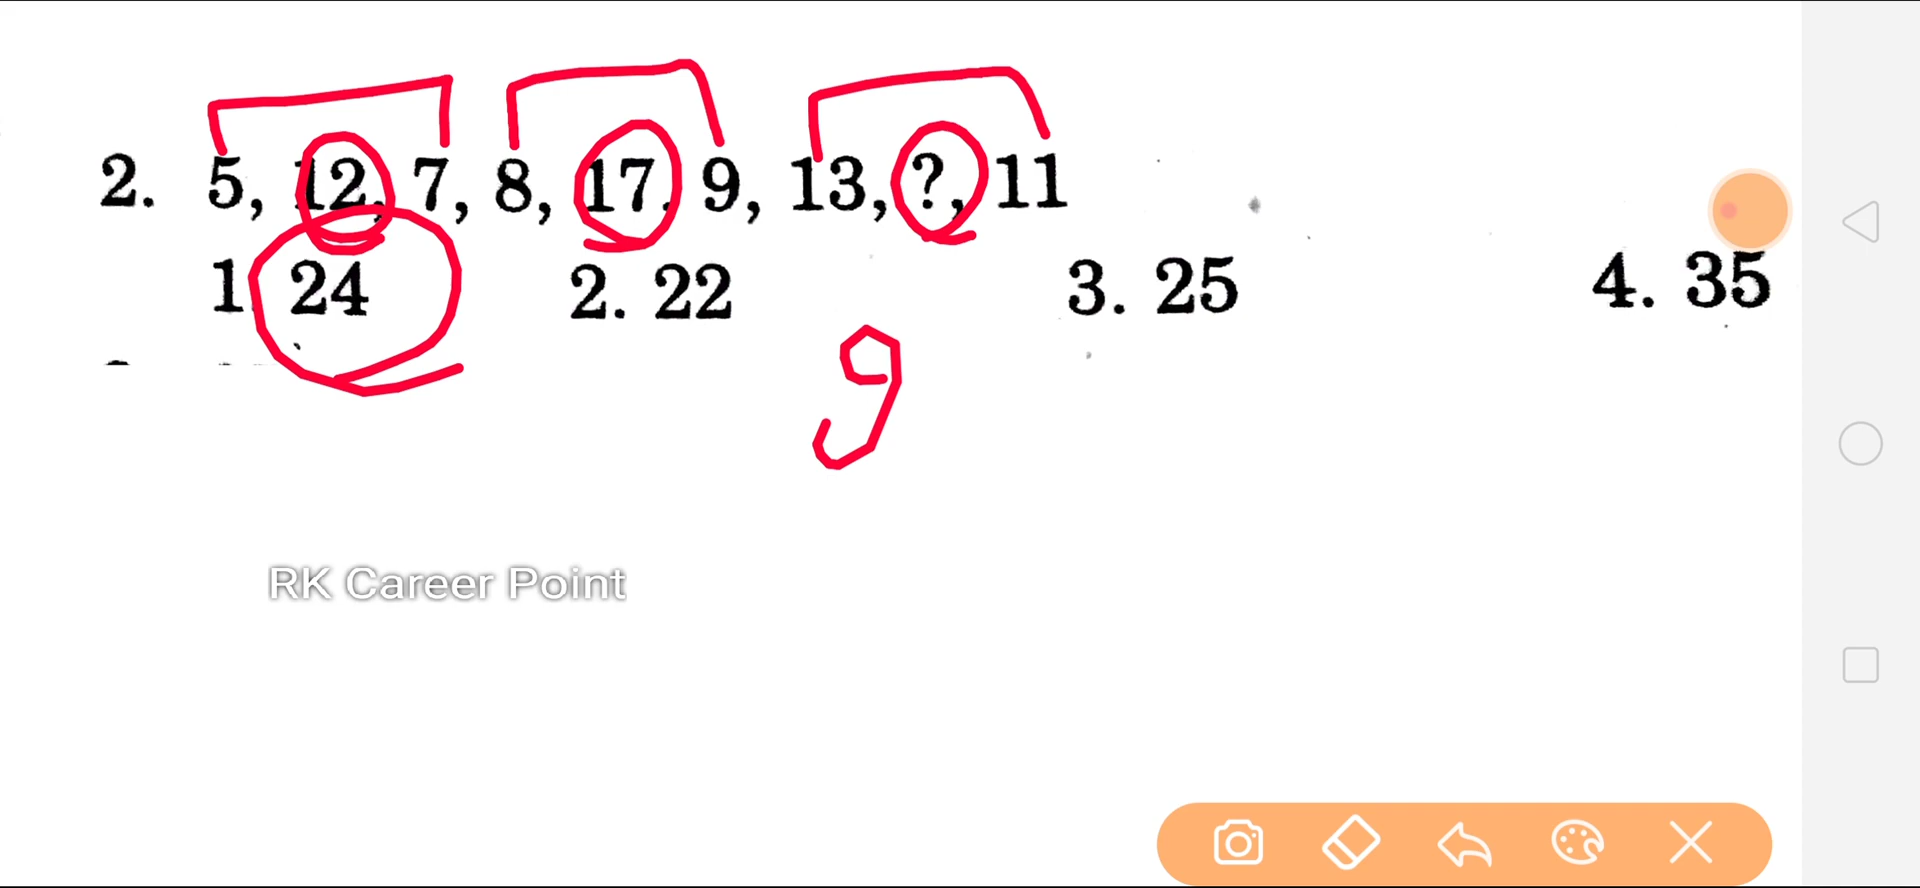 2. 5, 12, 7, 8, 17, 9, 13, ?, 11
1. 24 2. 22 3. 25 4. 35
9
RK Career Point